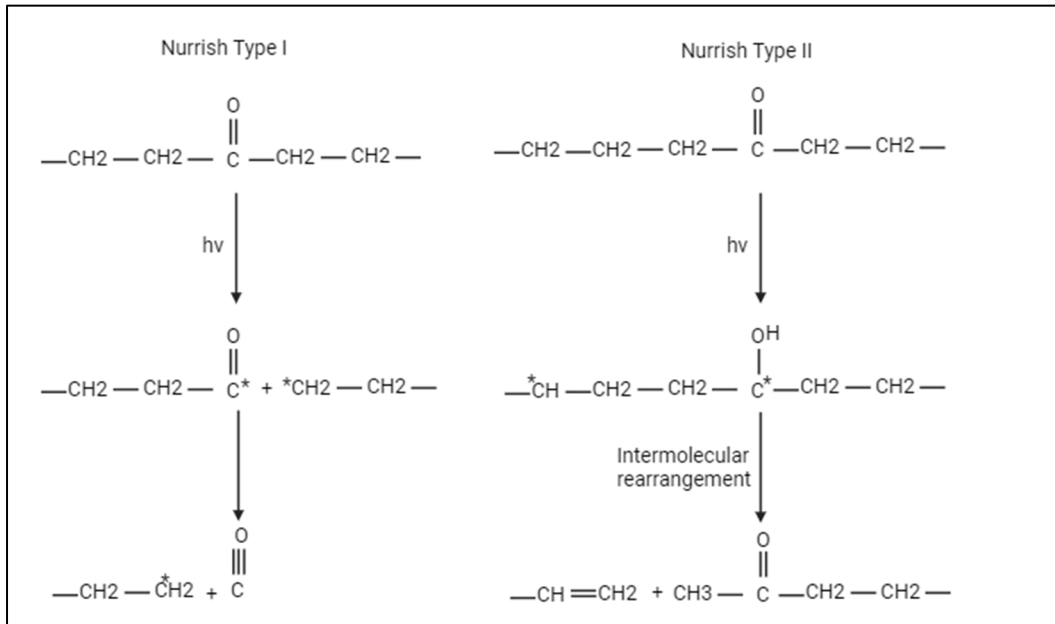 Nurrish Type I
O
—CH2—CH2—C—CH2—CH2—
hv
O
—CH2—CH2—C* + *CH2—CH2—
O
—CH2—*CH2 + C
Nurrish Type II
O
—CH2—CH2—CH2—C—CH2—CH2—
hv
OH
—*CH—CH2—CH2—C*—CH2—CH2—
Intermolecular
rearrangement
O
—CH=CH2 + CH3—C—CH2—CH2—